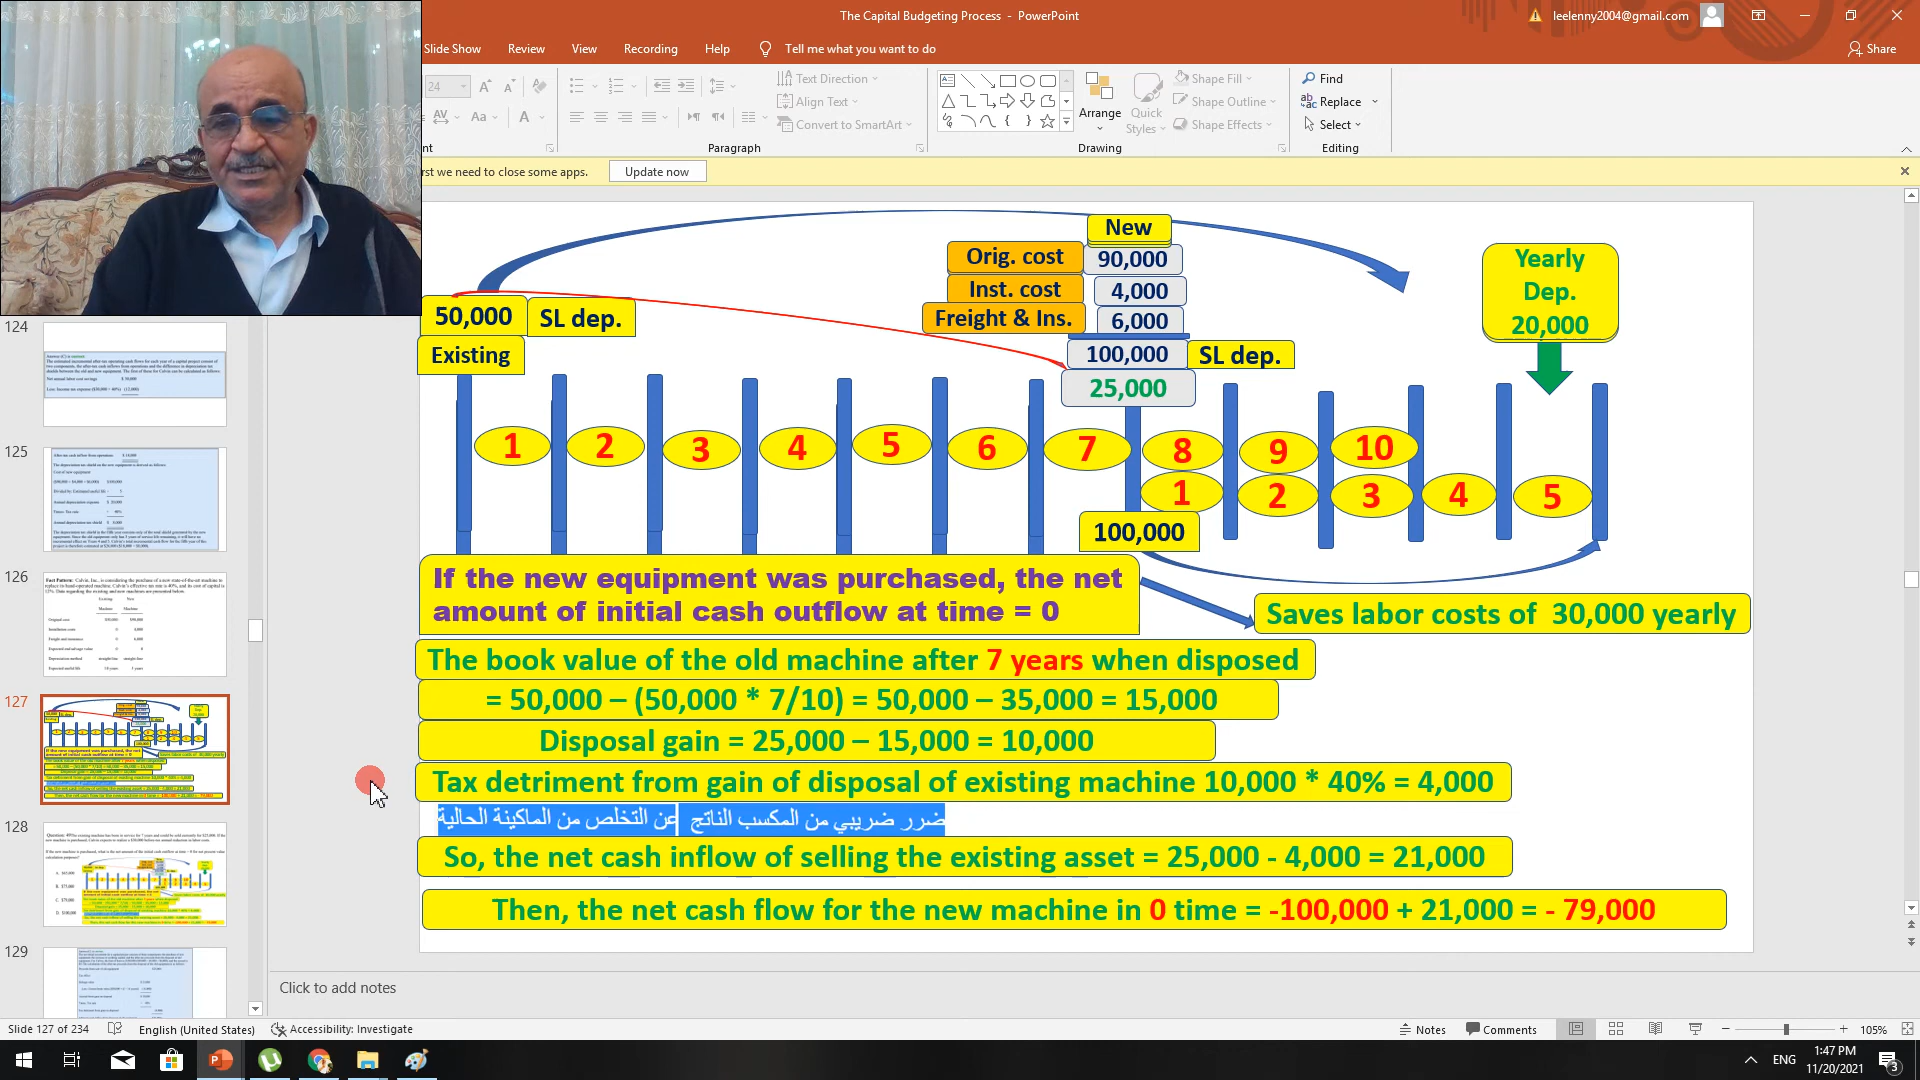 The Capital Budgeting Process - PowerPoint
leelenny2004@gmail.com
Slide Show Review View Recording Help Tell me what you want to do
Share
24
Text Direction
Align Text
Convert to SmartArt
Arrange
Quick Styles
Shape Fill
Shape Outline
Shape Effects
Find
Replace
Select
nt
Paragraph
Drawing
Editing
rst we need to close some apps.
Update now
New
Orig. cost 90,000
Inst. cost 4,000
Freight & Ins. 6,000
100,000 SL dep.
25,000
50,000 SL dep.
Existing
Yearly
Dep.
20,000
1 2 3 4 5 6 7 8 9 10
1 2 3 4 5
100,000
If the new equipment was purchased, the net
amount of initial cash outflow at time = 0
Saves labor costs of 30,000 yearly
The book value of the old machine after 7 years when disposed
= 50,000 – (50,000 * 7/10) = 50,000 – 35,000 = 15,000
Disposal gain = 25,000 – 15,000 = 10,000
Tax detriment from gain of disposal of existing machine 10,000 * 40% = 4,000
ضرر ضريبي من المكسب الناتج عن التخلص من الماكينة الحالية
So, the net cash inflow of selling the existing asset = 25,000 - 4,000 = 21,000
Then, the net cash flow for the new machine in 0 time = -100,000 + 21,000 = - 79,000
124
125
126
127
128
129
Click to add notes
Slide 127 of 234
English (United States)
Accessibility: Investigate
Notes
Comments
105%
ENG
1:47 PM
11/20/2021
3